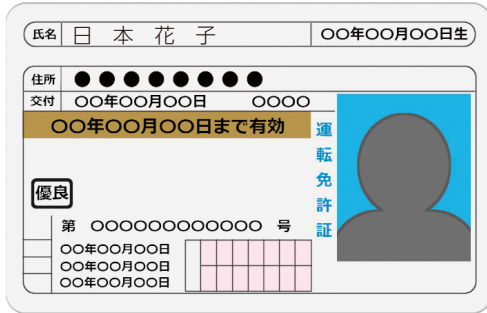 氏名 日本花子 〇〇年〇〇月〇〇日生
住所 ●●●●●●●●
交付 〇〇年〇〇月〇〇日 〇〇〇〇
〇〇年〇〇月〇〇日まで有効
運転免許証
優良
第 〇〇〇〇〇〇〇〇〇〇〇〇 号
〇〇年〇〇月〇〇日
〇〇年〇〇月〇〇日
〇〇年〇〇月〇〇日